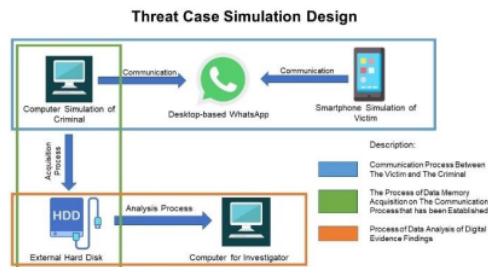 Threat Case Simulation Design
Communication
Communication
Computer Simulation of
Criminal
Desktop-based WhatsApp
Smartphone Simulation of
Victim
Acquisition
Process
Description:
Communication Process Between
The Victim and The Criminal
The Process of Data Memory
Acquisition on The Communication
Process that has been Established
Process of Data Analysis of Digital
Evidence Findings
HDD
Analysis Process
External Hard Disk
Computer for Investigator